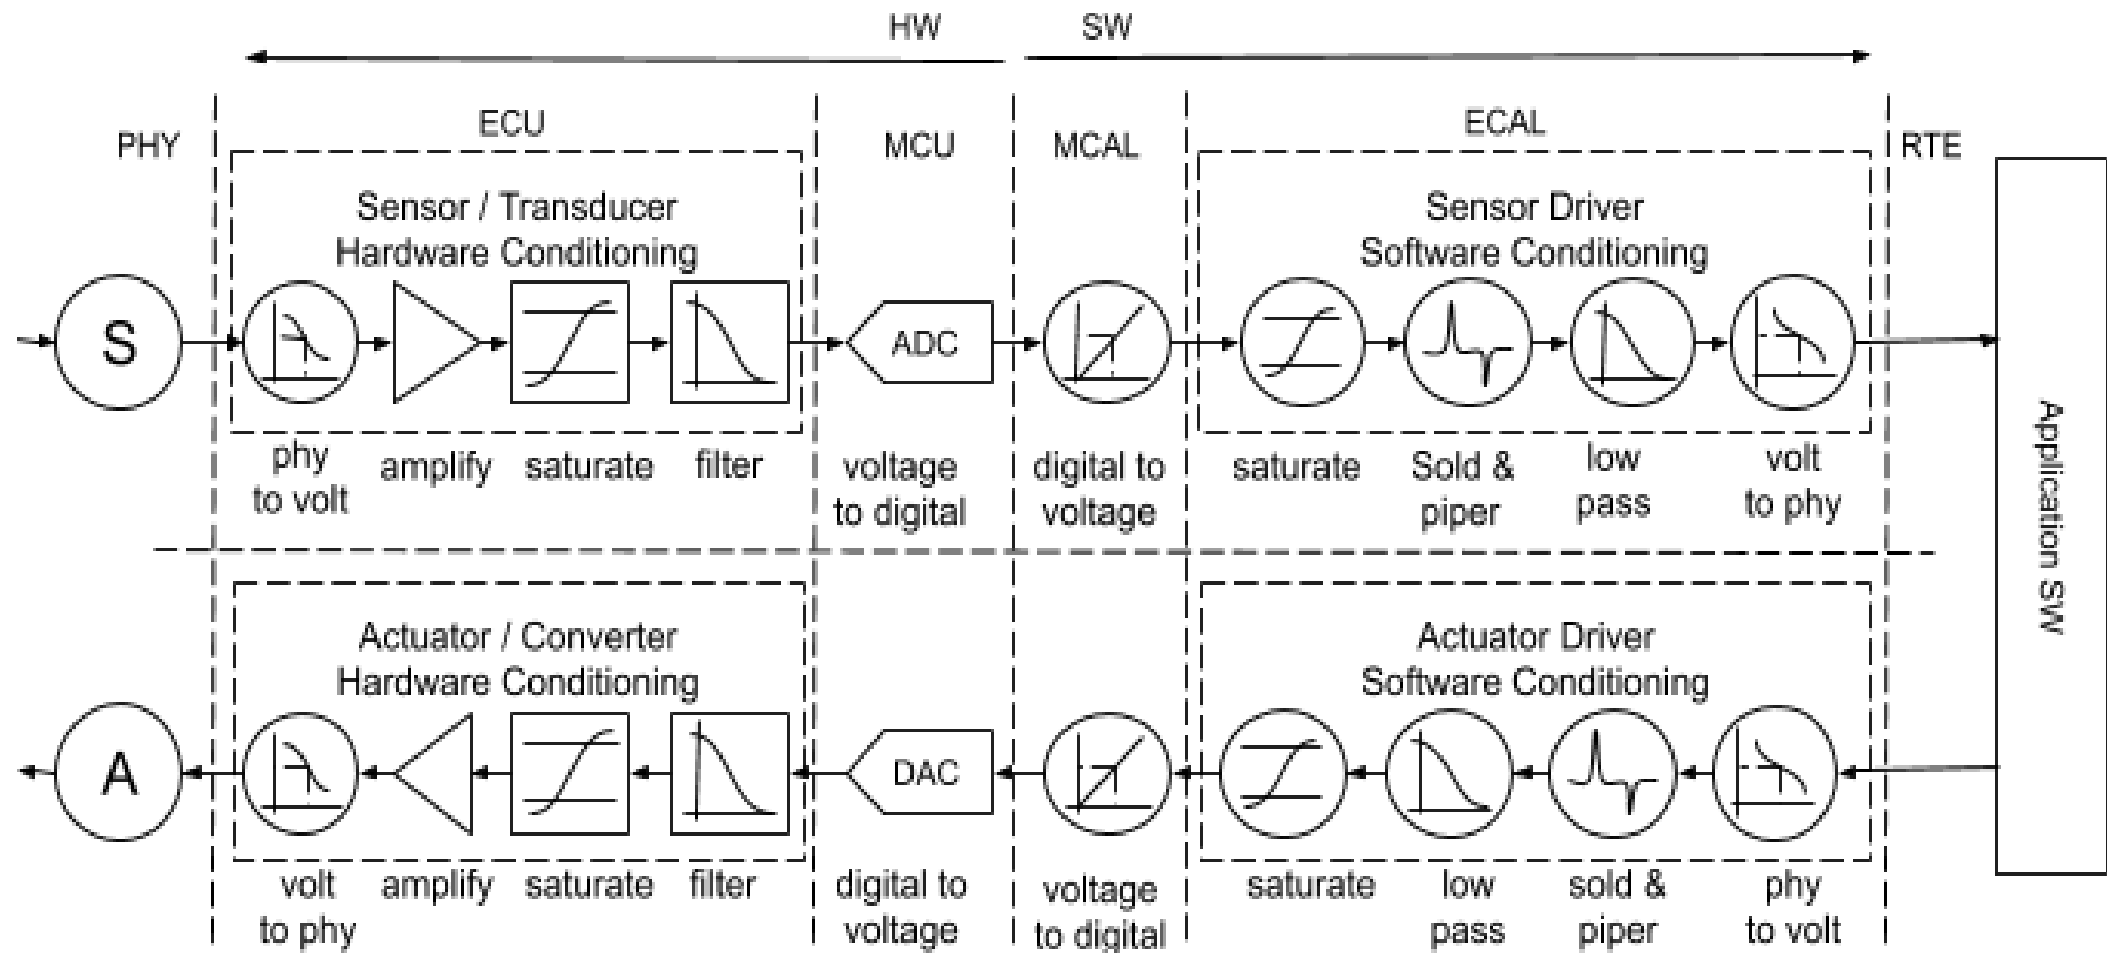 HW
SW
PHY
ECU
MCU
MCAL
ECAL
RTE
Sensor / Transducer
Hardware Conditioning
Sensor Driver
Software Conditioning
S
ADC
phy
to volt
amplify
saturate
filter
voltage
to digital
digital to
voltage
saturate
Sold &
piper
low
pass
volt
to phy
Application SW
Actuator / Converter
Hardware Conditioning
Actuator Driver
Software Conditioning
A
DAC
volt
to phy
amplify
saturate
filter
digital to
voltage
voltage
to digital
saturate
low
pass
sold &
piper
phy
to volt